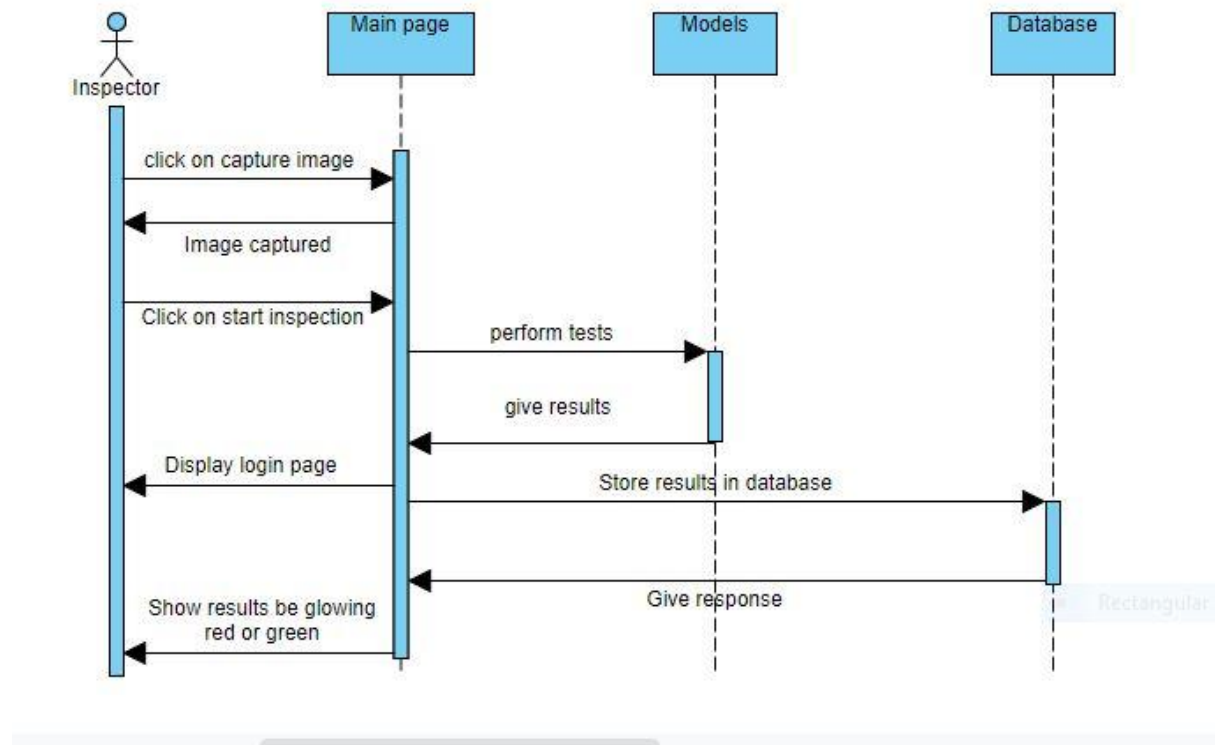 Main page
Models
Database
Inspector
click on capture image
Image captured
Click on start inspection
perform tests
give results
Display login page
Store results in database
Give response
Show results be glowing
red or green
Rectangular